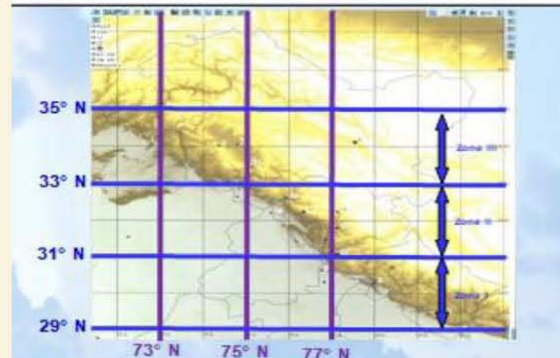 35° N
Zone III
33° N
Zone II
31° N
Zone I
29° N
73° N 75° N 77° N